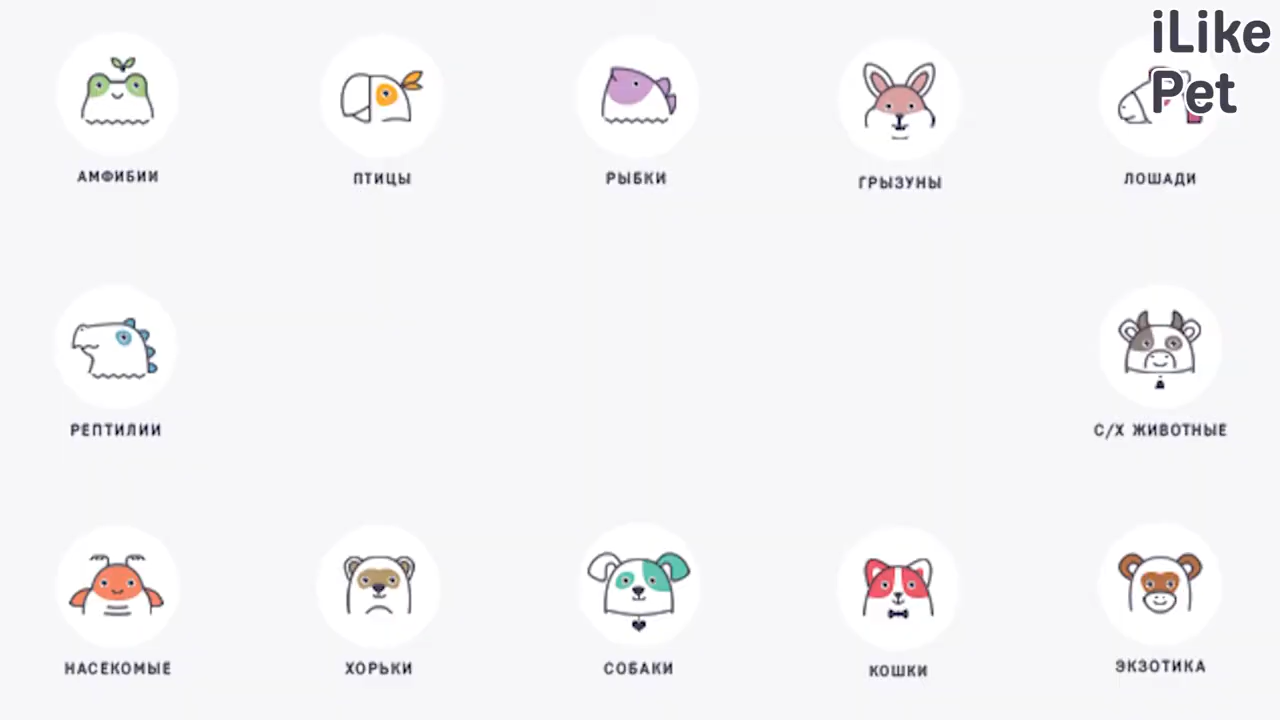 iLike
Pet
АМФИБИИ
ПТИЦЫ
РЫБКИ
ГРЫЗУНЫ
ЛОШАДИ
РЕПТИЛИИ
С/Х ЖИВОТНЫЕ
НАСЕКОМЫЕ
ХОРЬКИ
СОБАКИ
КОШКИ
ЭКЗОТИКА